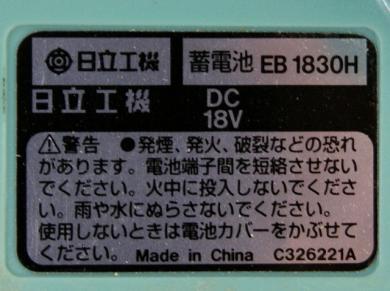 日立工機 蓄電池 EB 1830H
日立工機 DC
18V
⚠警告 ●発煙、発火、破裂などの恐れ
があります。電池端子間を短絡させない
でください。火中に投入しないでくださ
い。雨や水にぬらさないでください。
使用しないときは電池カバーをかぶせて
ください。 Made in China C326221A